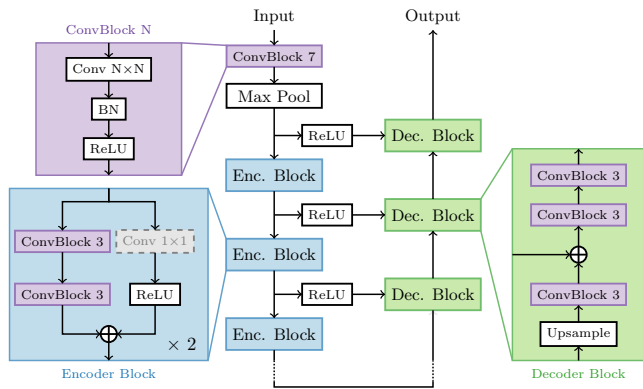 Input
Output
ConvBlock N
Conv N×N
BN
ReLU
ConvBlock 7
Max Pool
ReLU
Dec. Block
Enc. Block
ReLU
Dec. Block
Enc. Block
ReLU
Dec. Block
Enc. Block
ConvBlock 3
Conv 1×1
ConvBlock 3
ReLU
× 2
Encoder Block
ConvBlock 3
ConvBlock 3
ConvBlock 3
Upsample
Decoder Block